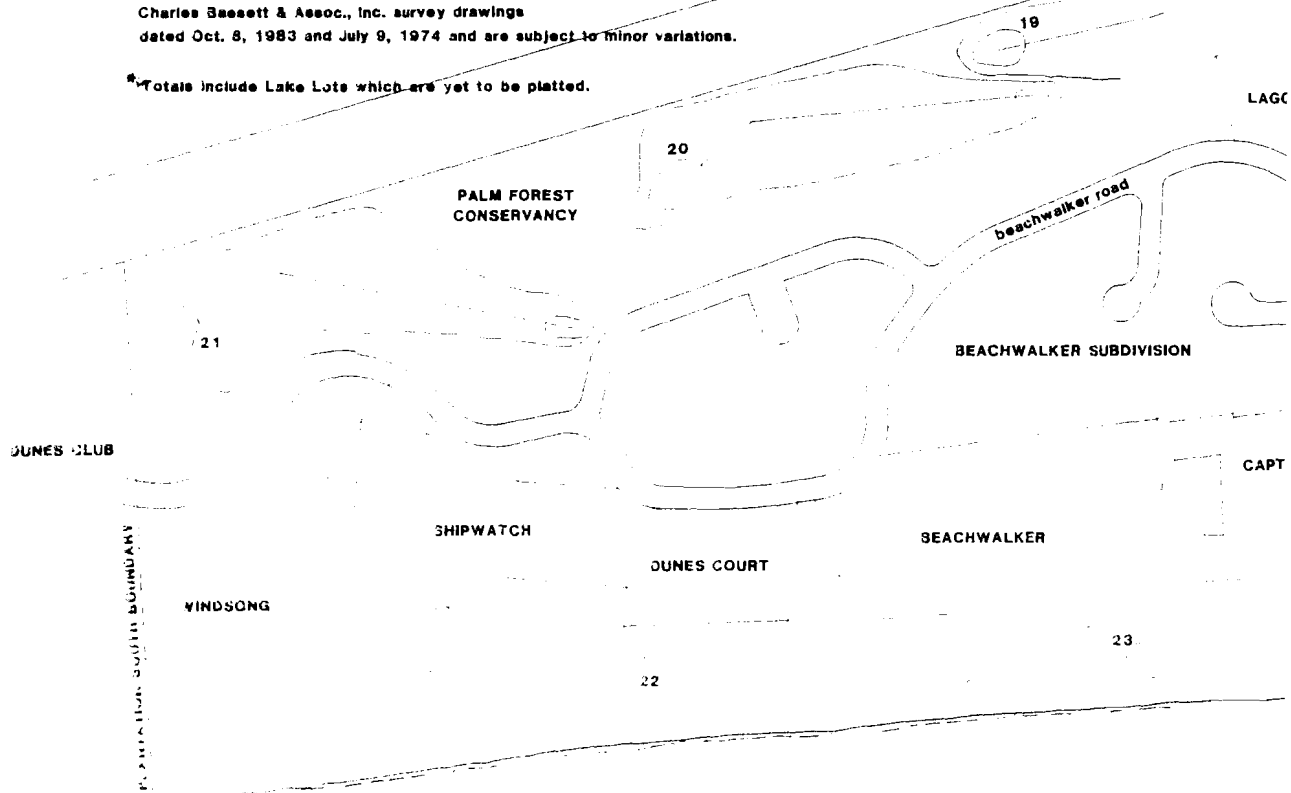 Charles Bassett & Assoc., Inc. survey drawings
dated Oct. 8, 1983 and July 9, 1974 and are subject to minor variations.
*Totals include Lake Lots which are yet to be platted.
19
LAGO
20
PALM FOREST
CONSERVANCY
beachwalker road
21
BEACHWALKER SUBDIVISION
DUNES CLUB
CAPT
SHIPWATCH
BEACHWALKER
DUNES COURT
WINDSONG
SOUTH BOUNDARY
23
22